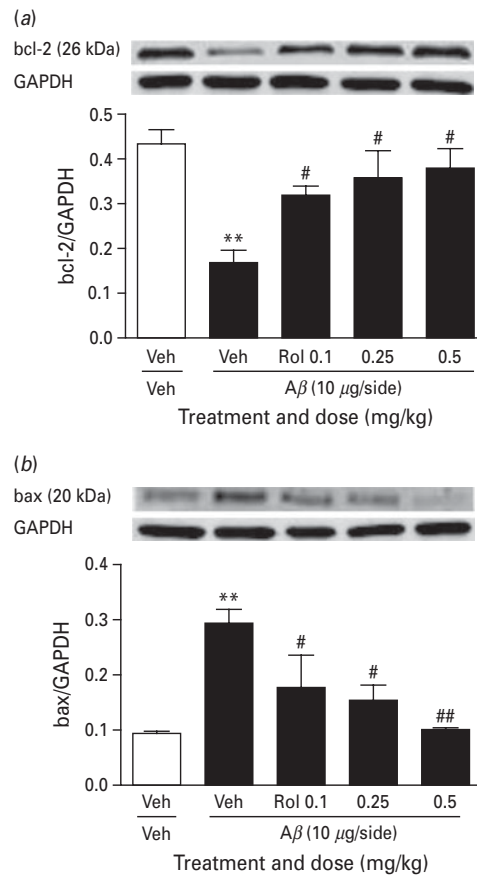 (a)
bcl-2 (26 kDa)
GAPDH
0.5
0.4
0.3
0.2
0.1
0.0
bcl-2/GAPDH
**
#
#
#
Veh Veh Rol 0.1 0.25 0.5
Veh Aβ (10 μg/side)
Treatment and dose (mg/kg)
(b)
bax (20 kDa)
GAPDH
0.4
0.3
0.2
0.1
0.0
bax/GAPDH
**
#
#
##
Veh Veh Rol 0.1 0.25 0.5
Veh Aβ (10 μg/side)
Treatment and dose (mg/kg)